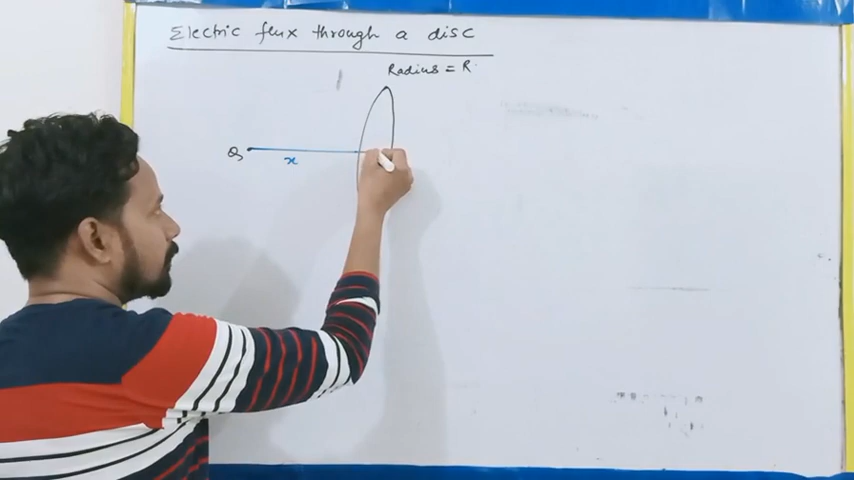 Electric flux through a disc
Radius = R
Q
x